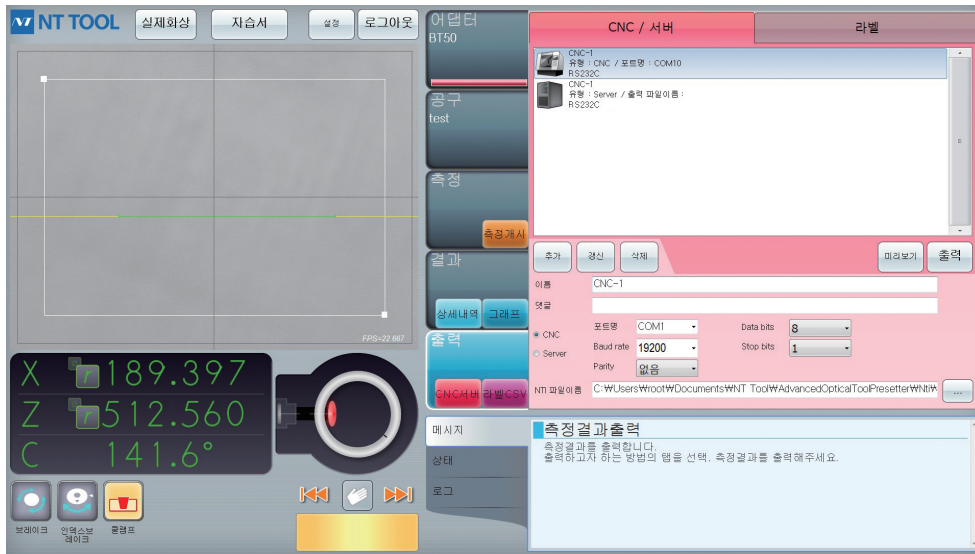 NT TOOL
실제화상
자습서
설정
로그아웃
FPS=22.667
X r 189.397
Z r 512.560
C 141.6°
브레이크
인덱스브
레이크
쿨램프
어댑터
BT50
공구
test
측정
측정개시
결과
상세내역
그래프
출력
CNC서버
라벨CSV
메시지
상태
로그
CNC / 서버
라벨
CNC-1
유형 : CNC / 포트명 : COM10
RS232C
CNC-1
유형 : Server / 출력 파일이름 :
RS232C
추가
갱신
삭제
미리보기
출력
이름
CNC-1
댓글
CNC
Server
포트명 COM1
Data bits 8
Baud rate 19200
Stop bits 1
Parity 없음
NTI 파일이름 C:₩Users₩root₩Documents₩NT Tool₩AdvancedOpticalToolPresetter₩Nti₩
...
측정결과출력
측정결과를 출력합니다.
출력하고자 하는 방법의 탭을 선택. 측정결과를 출력해주세요.